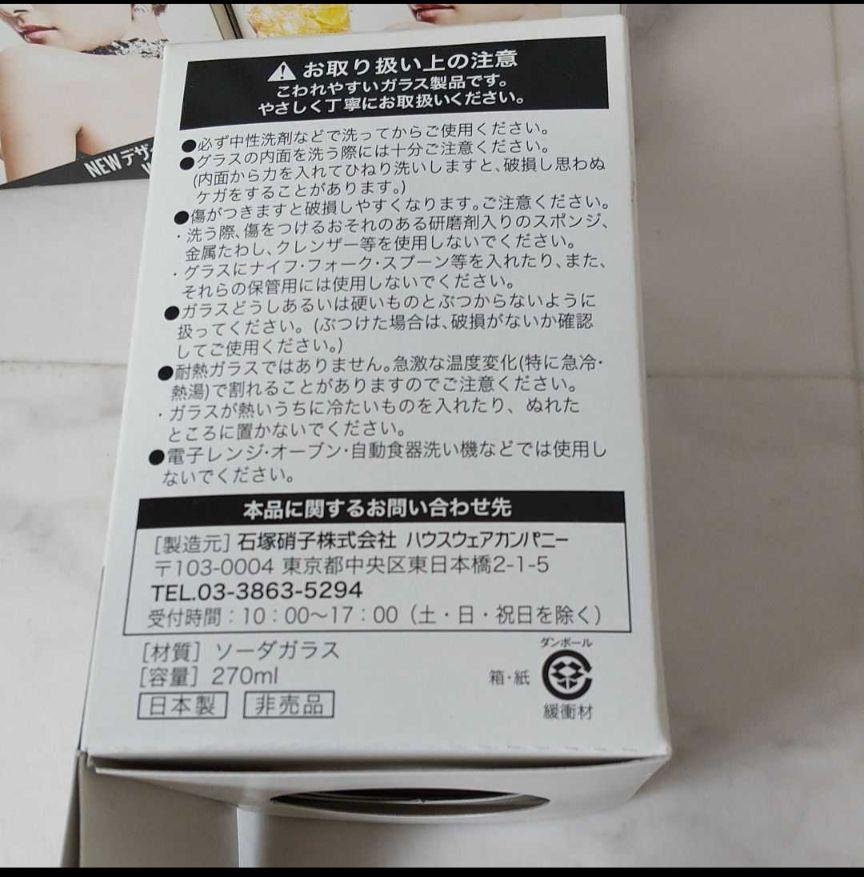 NEW デザ
⚠お取り扱い上の注意
こわれやすいガラス製品です。
やさしく丁寧にお取扱いください。
●必ず中性洗剤などで洗ってからご使用ください。
●グラスの内面を洗う際には十分ご注意ください。
(内面から力を入れてひねり洗いしますと、破損し思わぬ
ケガをすることがあります。)
●傷がつきますと破損しやすくなります。ご注意ください。
・洗う際、傷をつけるおそれのある研磨剤入りのスポンジ、
金属たわし、クレンザー等を使用しないでください。
・グラスにナイフ・フォーク・スプーン等を入れたり、また、
それらの保管用には使用しないでください。
●ガラスどうしあるいは硬いものとぶつからないように
扱ってください。(ぶつけた場合は、破損がないか確認
してご使用ください。)
●耐熱ガラスではありません。急激な温度変化(特に急冷・
熱湯)で割れることがありますのでご注意ください。
・ガラスが熱いうちに冷たいものを入れたり、ぬれた
ところに置かないでください。
●電子レンジ・オーブン・自動食器洗い機などでは使用し
ないでください。
本品に関するお問い合わせ先
[製造元] 石塚硝子株式会社 ハウスウェアカンパニー
〒103-0004 東京都中央区東日本橋2-1-5
TEL.03-3863-5294
受付時間：10：00〜17：00（土・日・祝日を除く）
[材質] ソーダガラス
[容量] 270ml
日本製 非売品
箱・紙
ダンボール
緩衝材